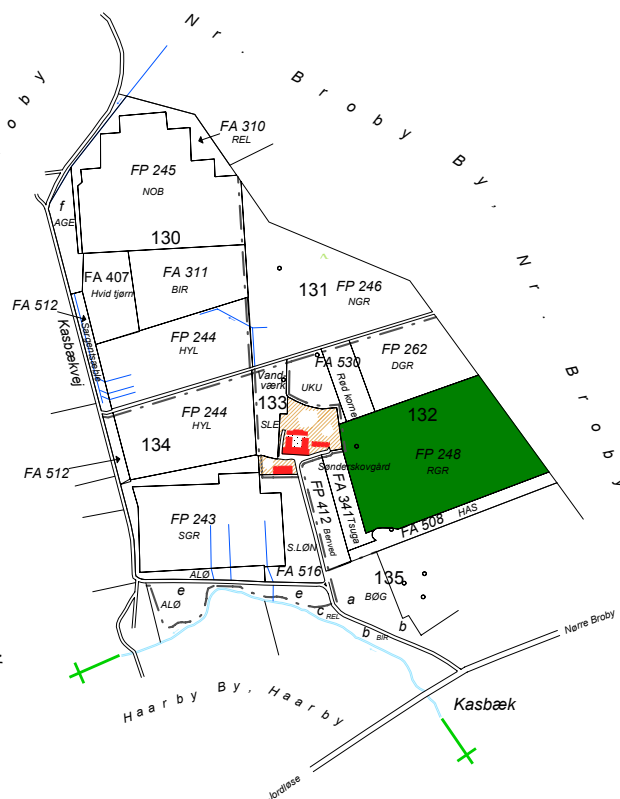 Nr. Broby By, Nr. Broby
oby
FA 310
REL
FP 245
NOB
f
AGE
130
FA 407
Hvid tjørn
FA 311
BIR
131
FP 246
NGR
FA 512
Kasbækvej
Sargentsæble
FP 244
HYL
FA 530
Rød kornel
FP 262
DGR
Vand
værk
UKU
133
SLE
132
FP 244
HYL
134
FP 248
RGR
Sønderskovgård
FA 512
FP 243
SGR
FP 412
Benved
FA 341
Tsuga
FA 508
HAS
S.LØN
ALØ
FA 516
135
BØG
ALØ
e
e
c
REL
a
b
BIR
b
Nørre Broby
Haarby By, Haarby
Kasbæk
Jordløse